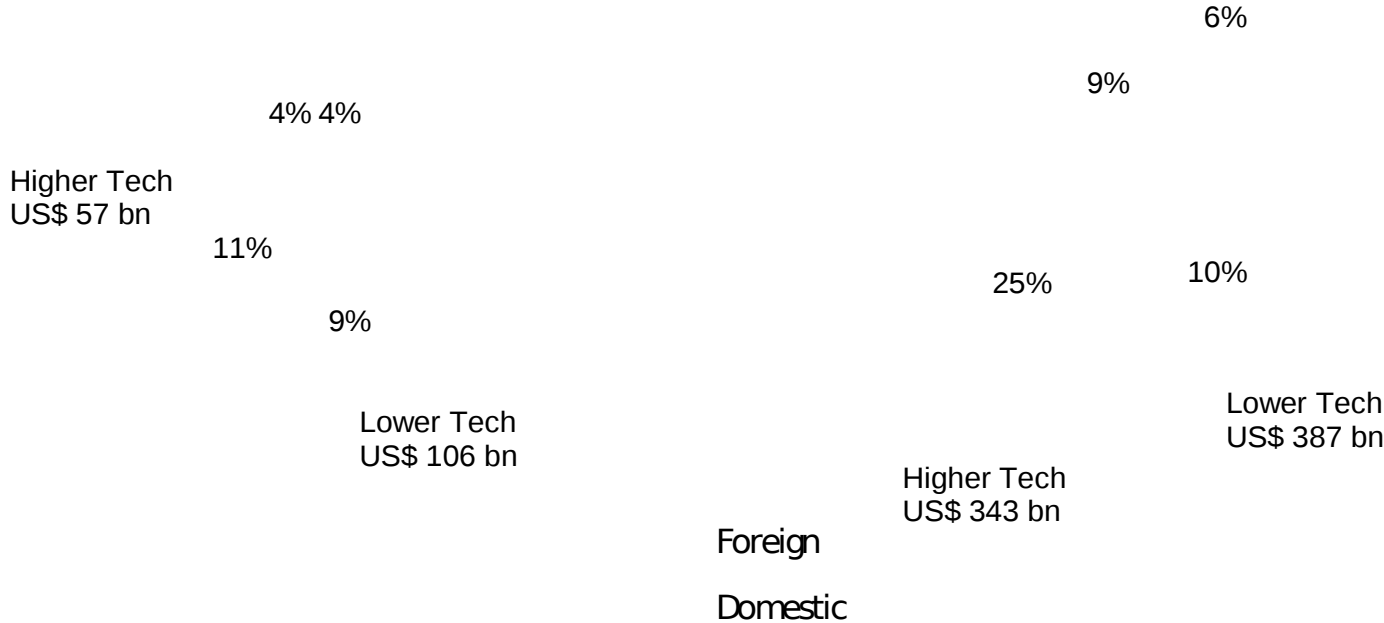 6%
9%
4% 4%
Higher Tech
US$ 57 bn
11%
25%
10%
9%
Lower Tech
US$ 106 bn
Lower Tech
US$ 387 bn
Higher Tech
US$ 343 bn
Foreign
Domestic